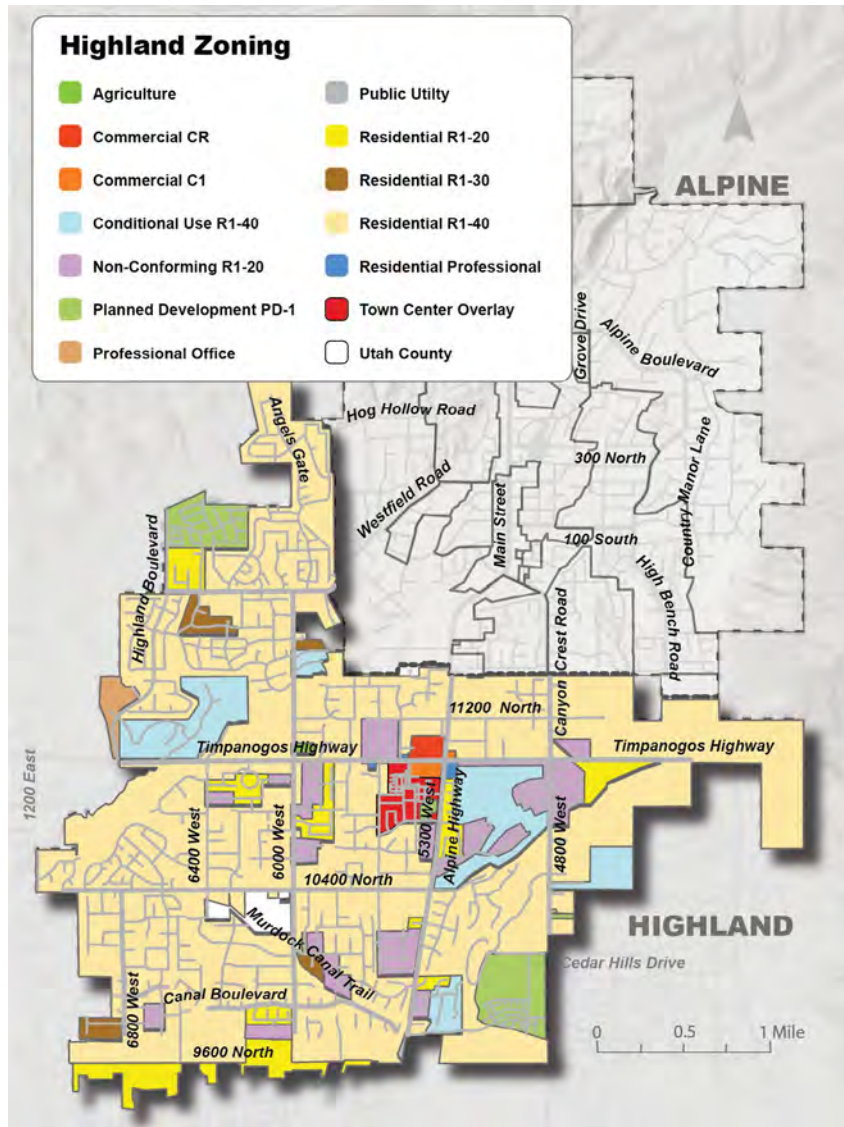 Highland Zoning
Agriculture
Commercial CR
Commercial C1
Conditional Use R1-40
Non-Conforming R1-20
Planned Development PD-1
Professional Office
Public Utilty
Residential R1-20
Residential R1-30
Residential R1-40
Residential Professional
Town Center Overlay
Utah County
N
ALPINE
Grove Drive
Alpine Boulevard
Angels Gate
Hog Hollow Road
300 North
Westfield Road
Main Street
Country Manor Lane
100 South
Highland Boulevard
High Bench Road
Canyon Crest Road
11200 North
Timpanogos Highway
Timpanogos Highway
1200 East
6400 West
6000 West
5300 West
Alpine Highway
4800 West
10400 North
HIGHLAND
Murdock Canal Trail
Cedar Hills Drive
Canal Boulevard
6800 West
9600 North
0 0.5 1 Mile